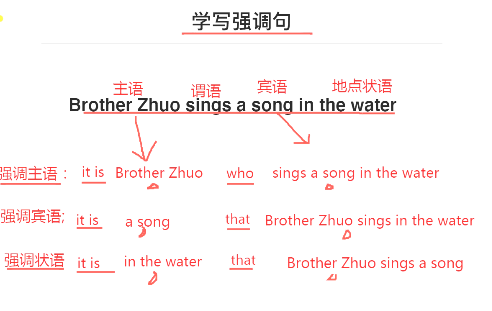 学写强调句
主语 谓语 宾语 地点状语
Brother Zhuo sings a song in the water
强调主语： it is Brother Zhuo who sings a song in the water
强调宾语; it is a song that Brother Zhuo sings in the water
强调状语 it is in the water that Brother Zhuo sings a song